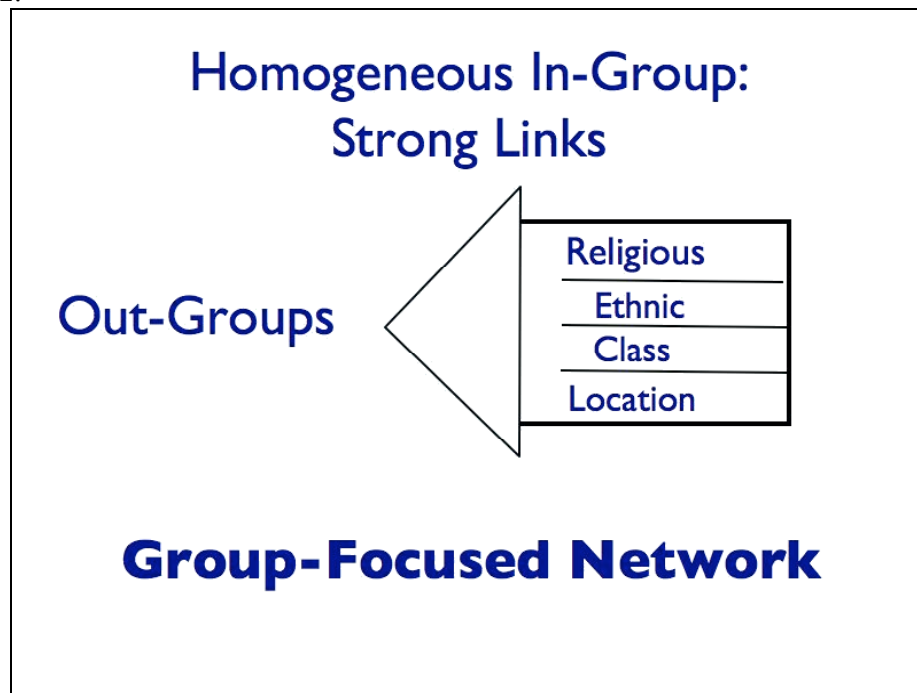 Homogeneous In-Group:
Strong Links
Out-Groups
Religious
Ethnic
Class
Location
Group-Focused Network